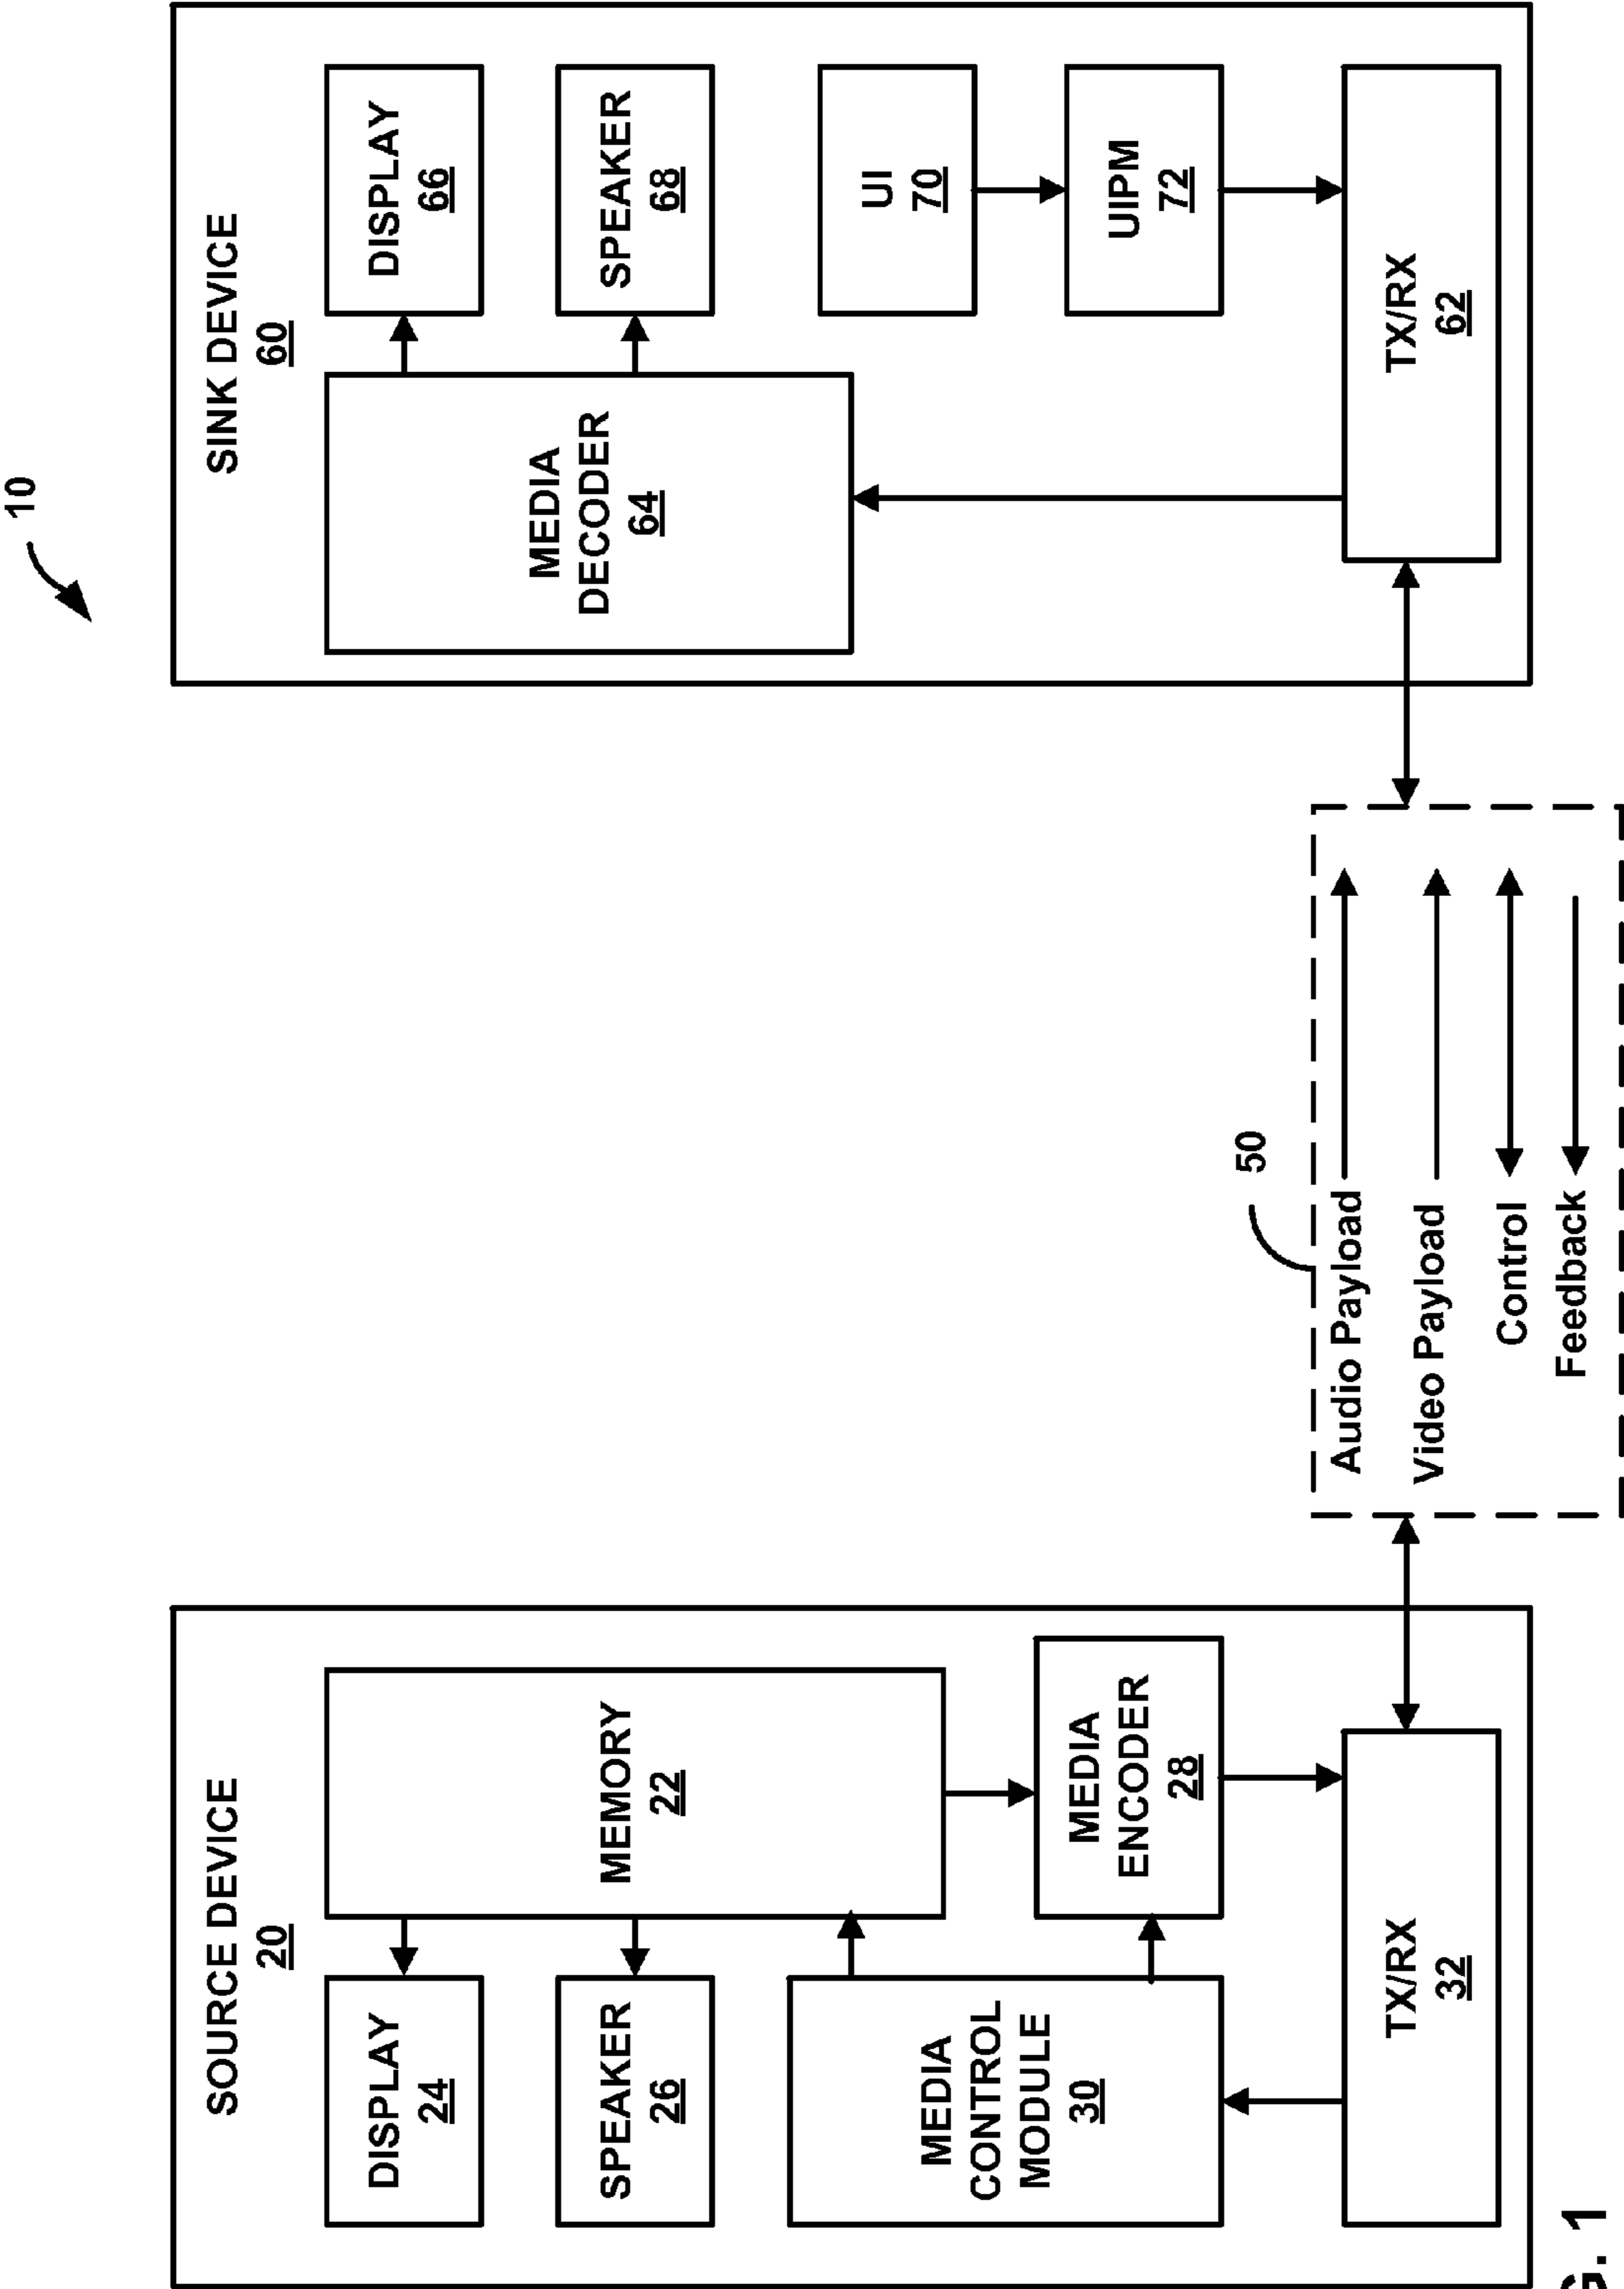 10
SOURCE DEVICE
20
DISPLAY
24
SPEAKER
26
MEMORY
22
MEDIA
CONTROL
MODULE
30
MEDIA
ENCODER
28
TX/RX
32
50
Audio Payload
Video Payload
Control
Feedback
SINK DEVICE
60
MEDIA
DECODER
64
DISPLAY
66
SPEAKER
68
UI
70
UIPM
72
TX/RX
62
G. 1